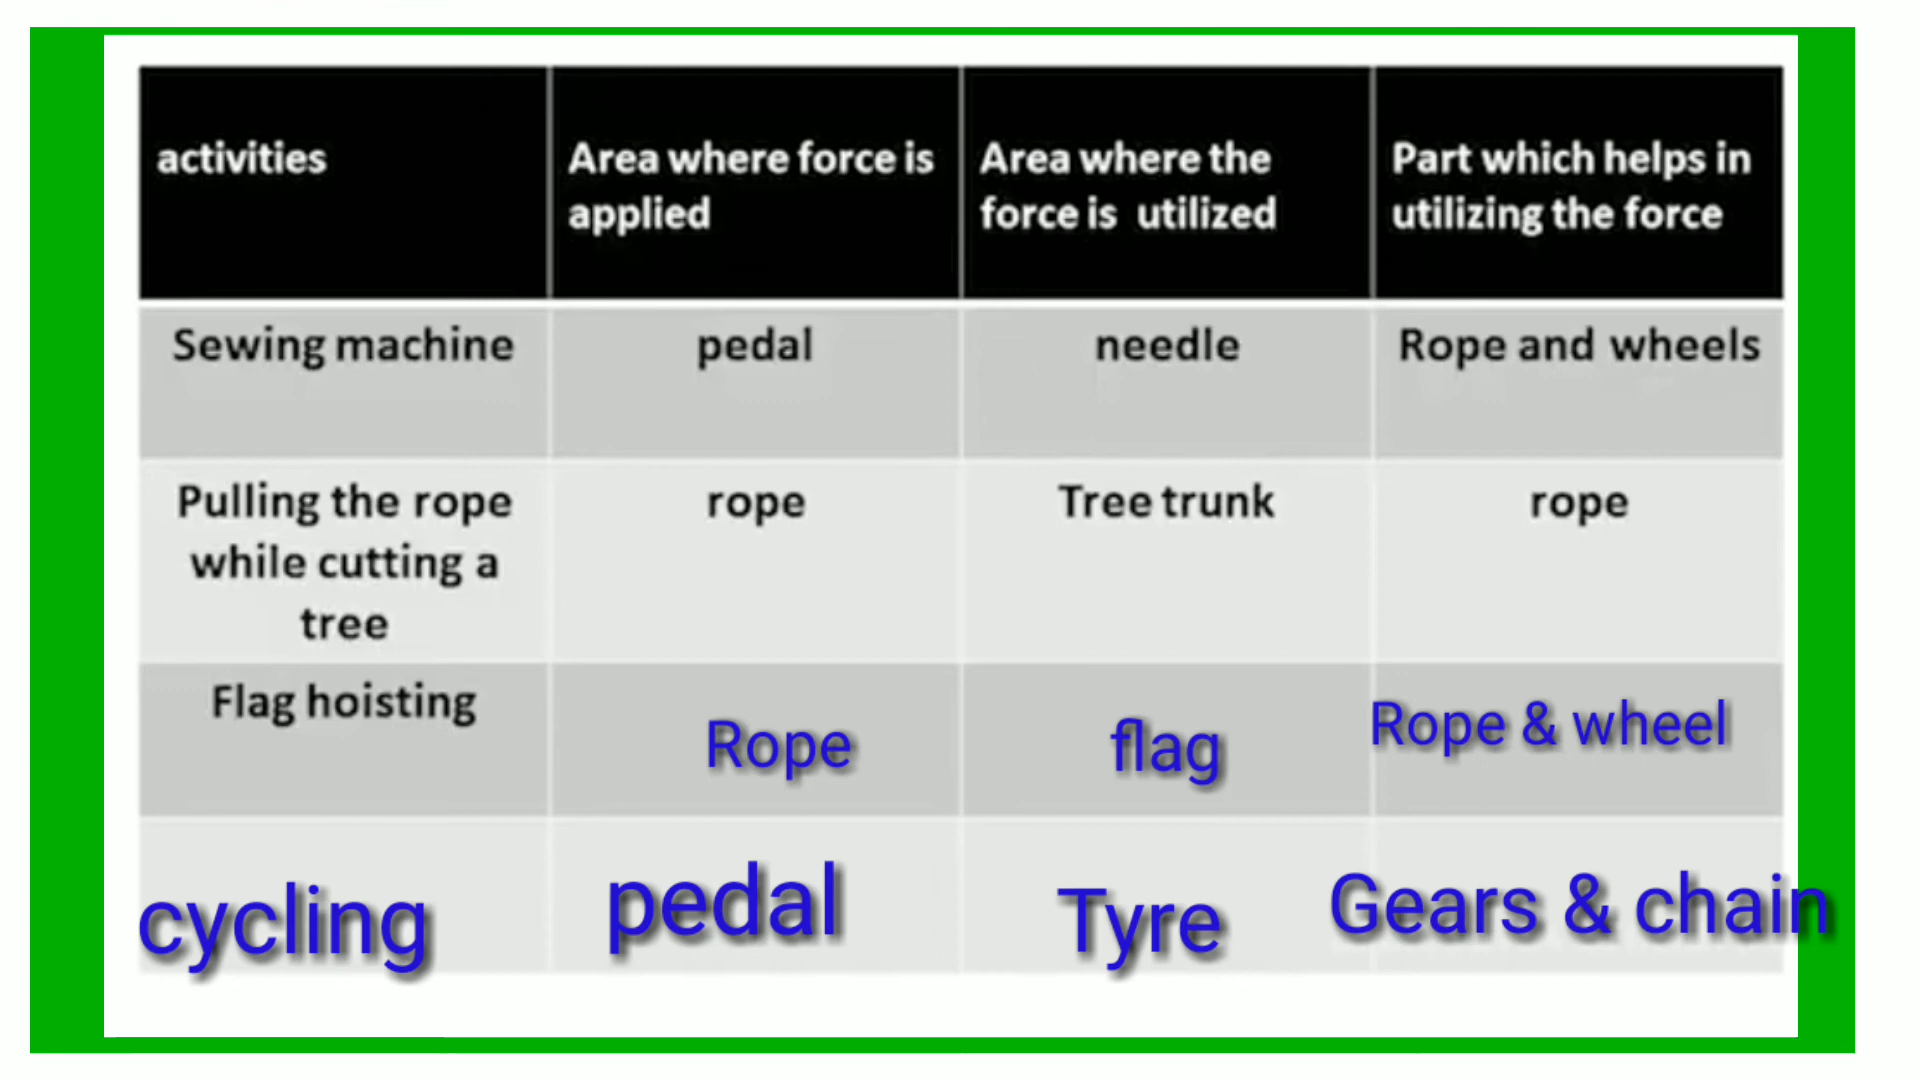 activities
Area where force is
applied
Area where the
force is utilized
Part which helps in
utilizing the force
Sewing machine
pedal
needle
Rope and wheels
Pulling the rope
while cutting a
tree
rope
Tree trunk
rope
Flag hoisting
Rope
flag
Rope & wheel
cycling
pedal
Tyre
Gears & chain